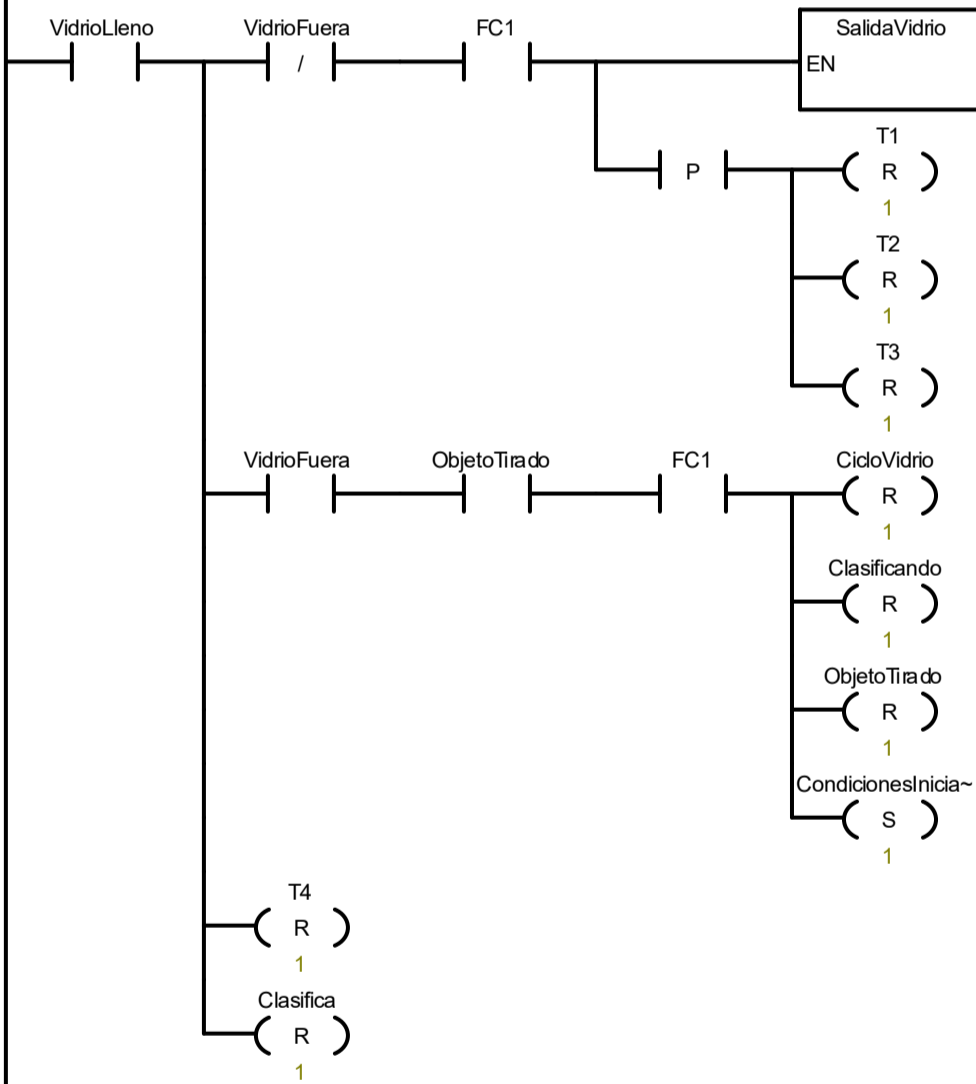 VidrioLleno VidrioFuera FC1 SalidaVidrio
/ EN
T1
P R
1
T2
R
1
T3
R
1
VidrioFuera ObjetoTirado FC1 CicloVidrio
R
1
Clasificando
R
1
ObjetoTirado
R
1
CondicionesInicia~
S
1
T4
R
1
Clasifica
R
1